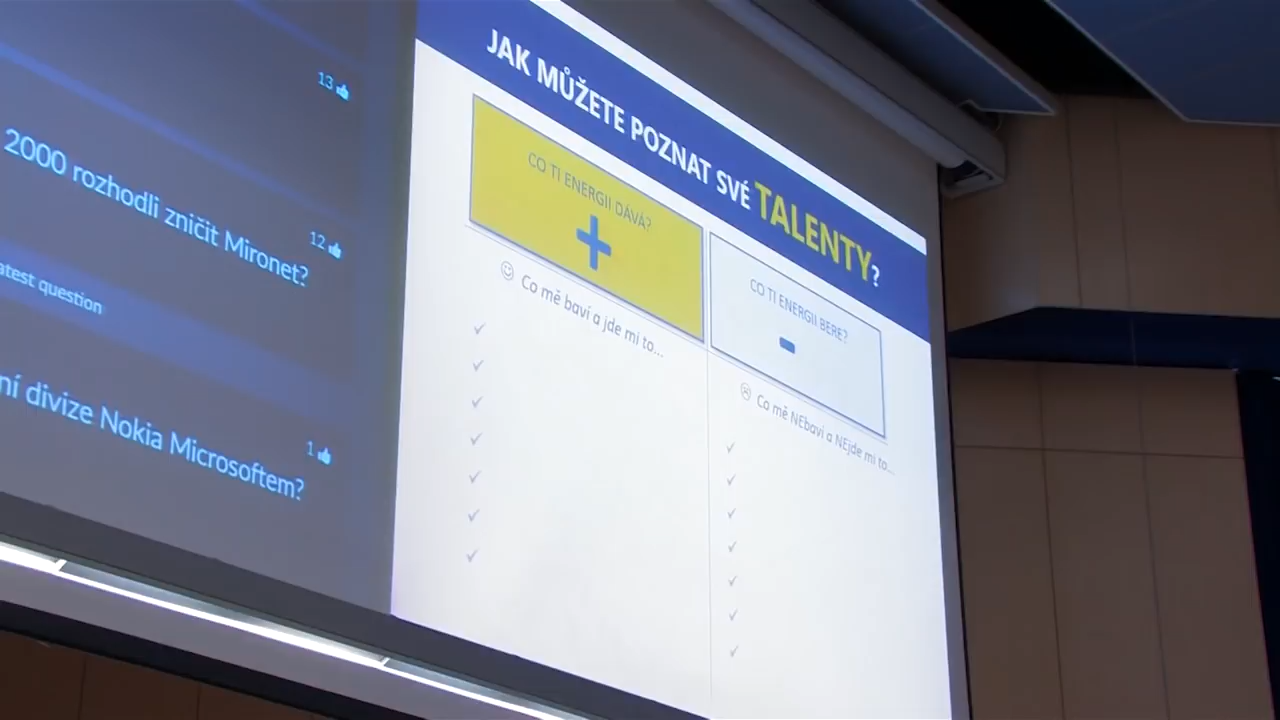 13
2000 rozhodli zničit Mironet?
12
atest question
ní divize Nokia Microsoftem?
1
JAK MŮŽETE POZNAT SVÉ TALENTY?
CO TI ENERGII DÁVÁ?
+
Co mě baví a jde mi to...
CO TI ENERGII BERE?
-
Co mě NEbaví a NEjde mi to...